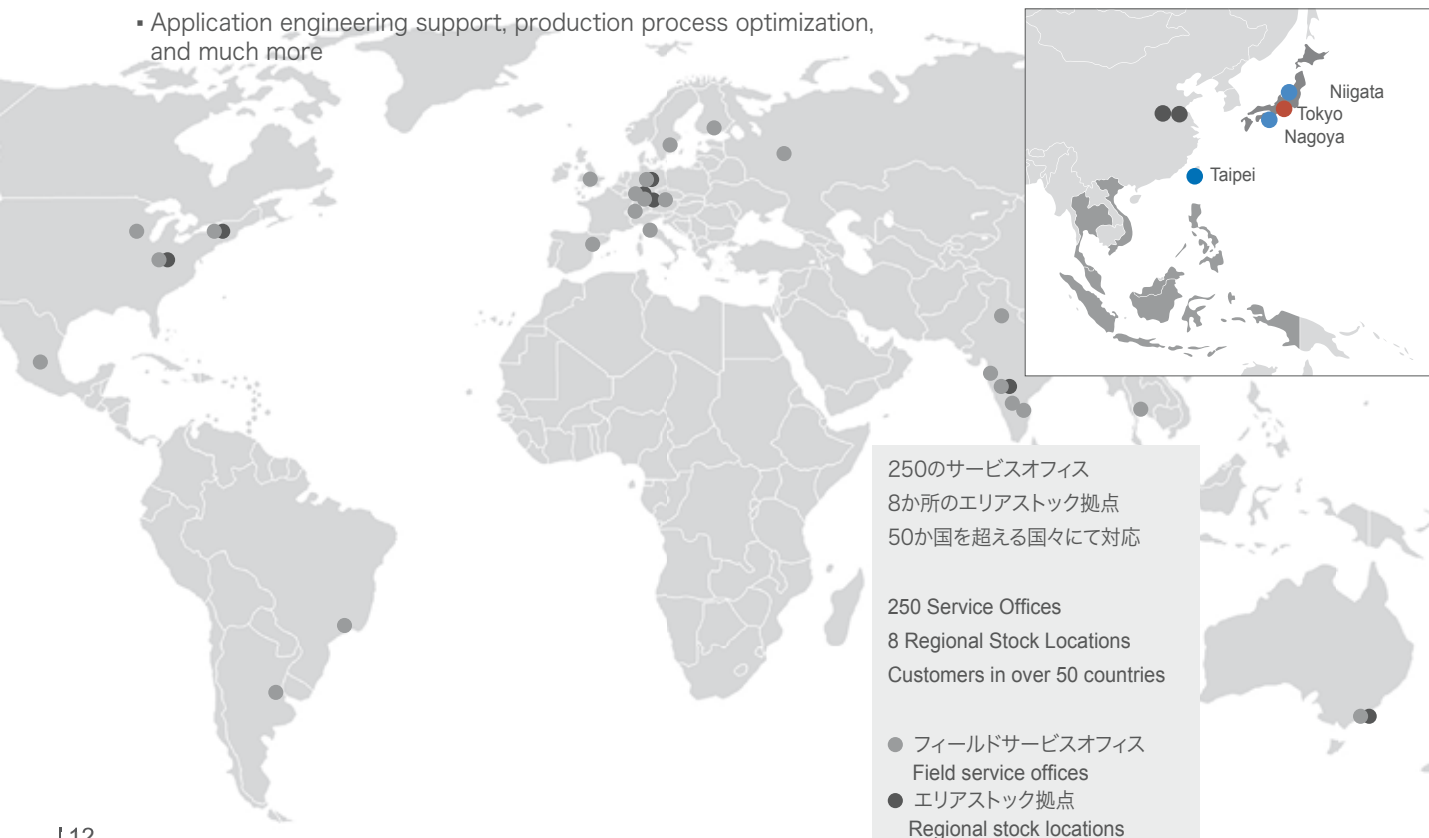 ▪ Application engineering support, production process optimization,
and much more
Niigata
Tokyo
Nagoya
Taipei
250のサービスオフィス
8か所のエリアストック拠点
50か国を超える国々にて対応
250 Service Offices
8 Regional Stock Locations
Customers in over 50 countries
● フィールドサービスオフィス
Field service offices
● エリアストック拠点
Regional stock locations
12